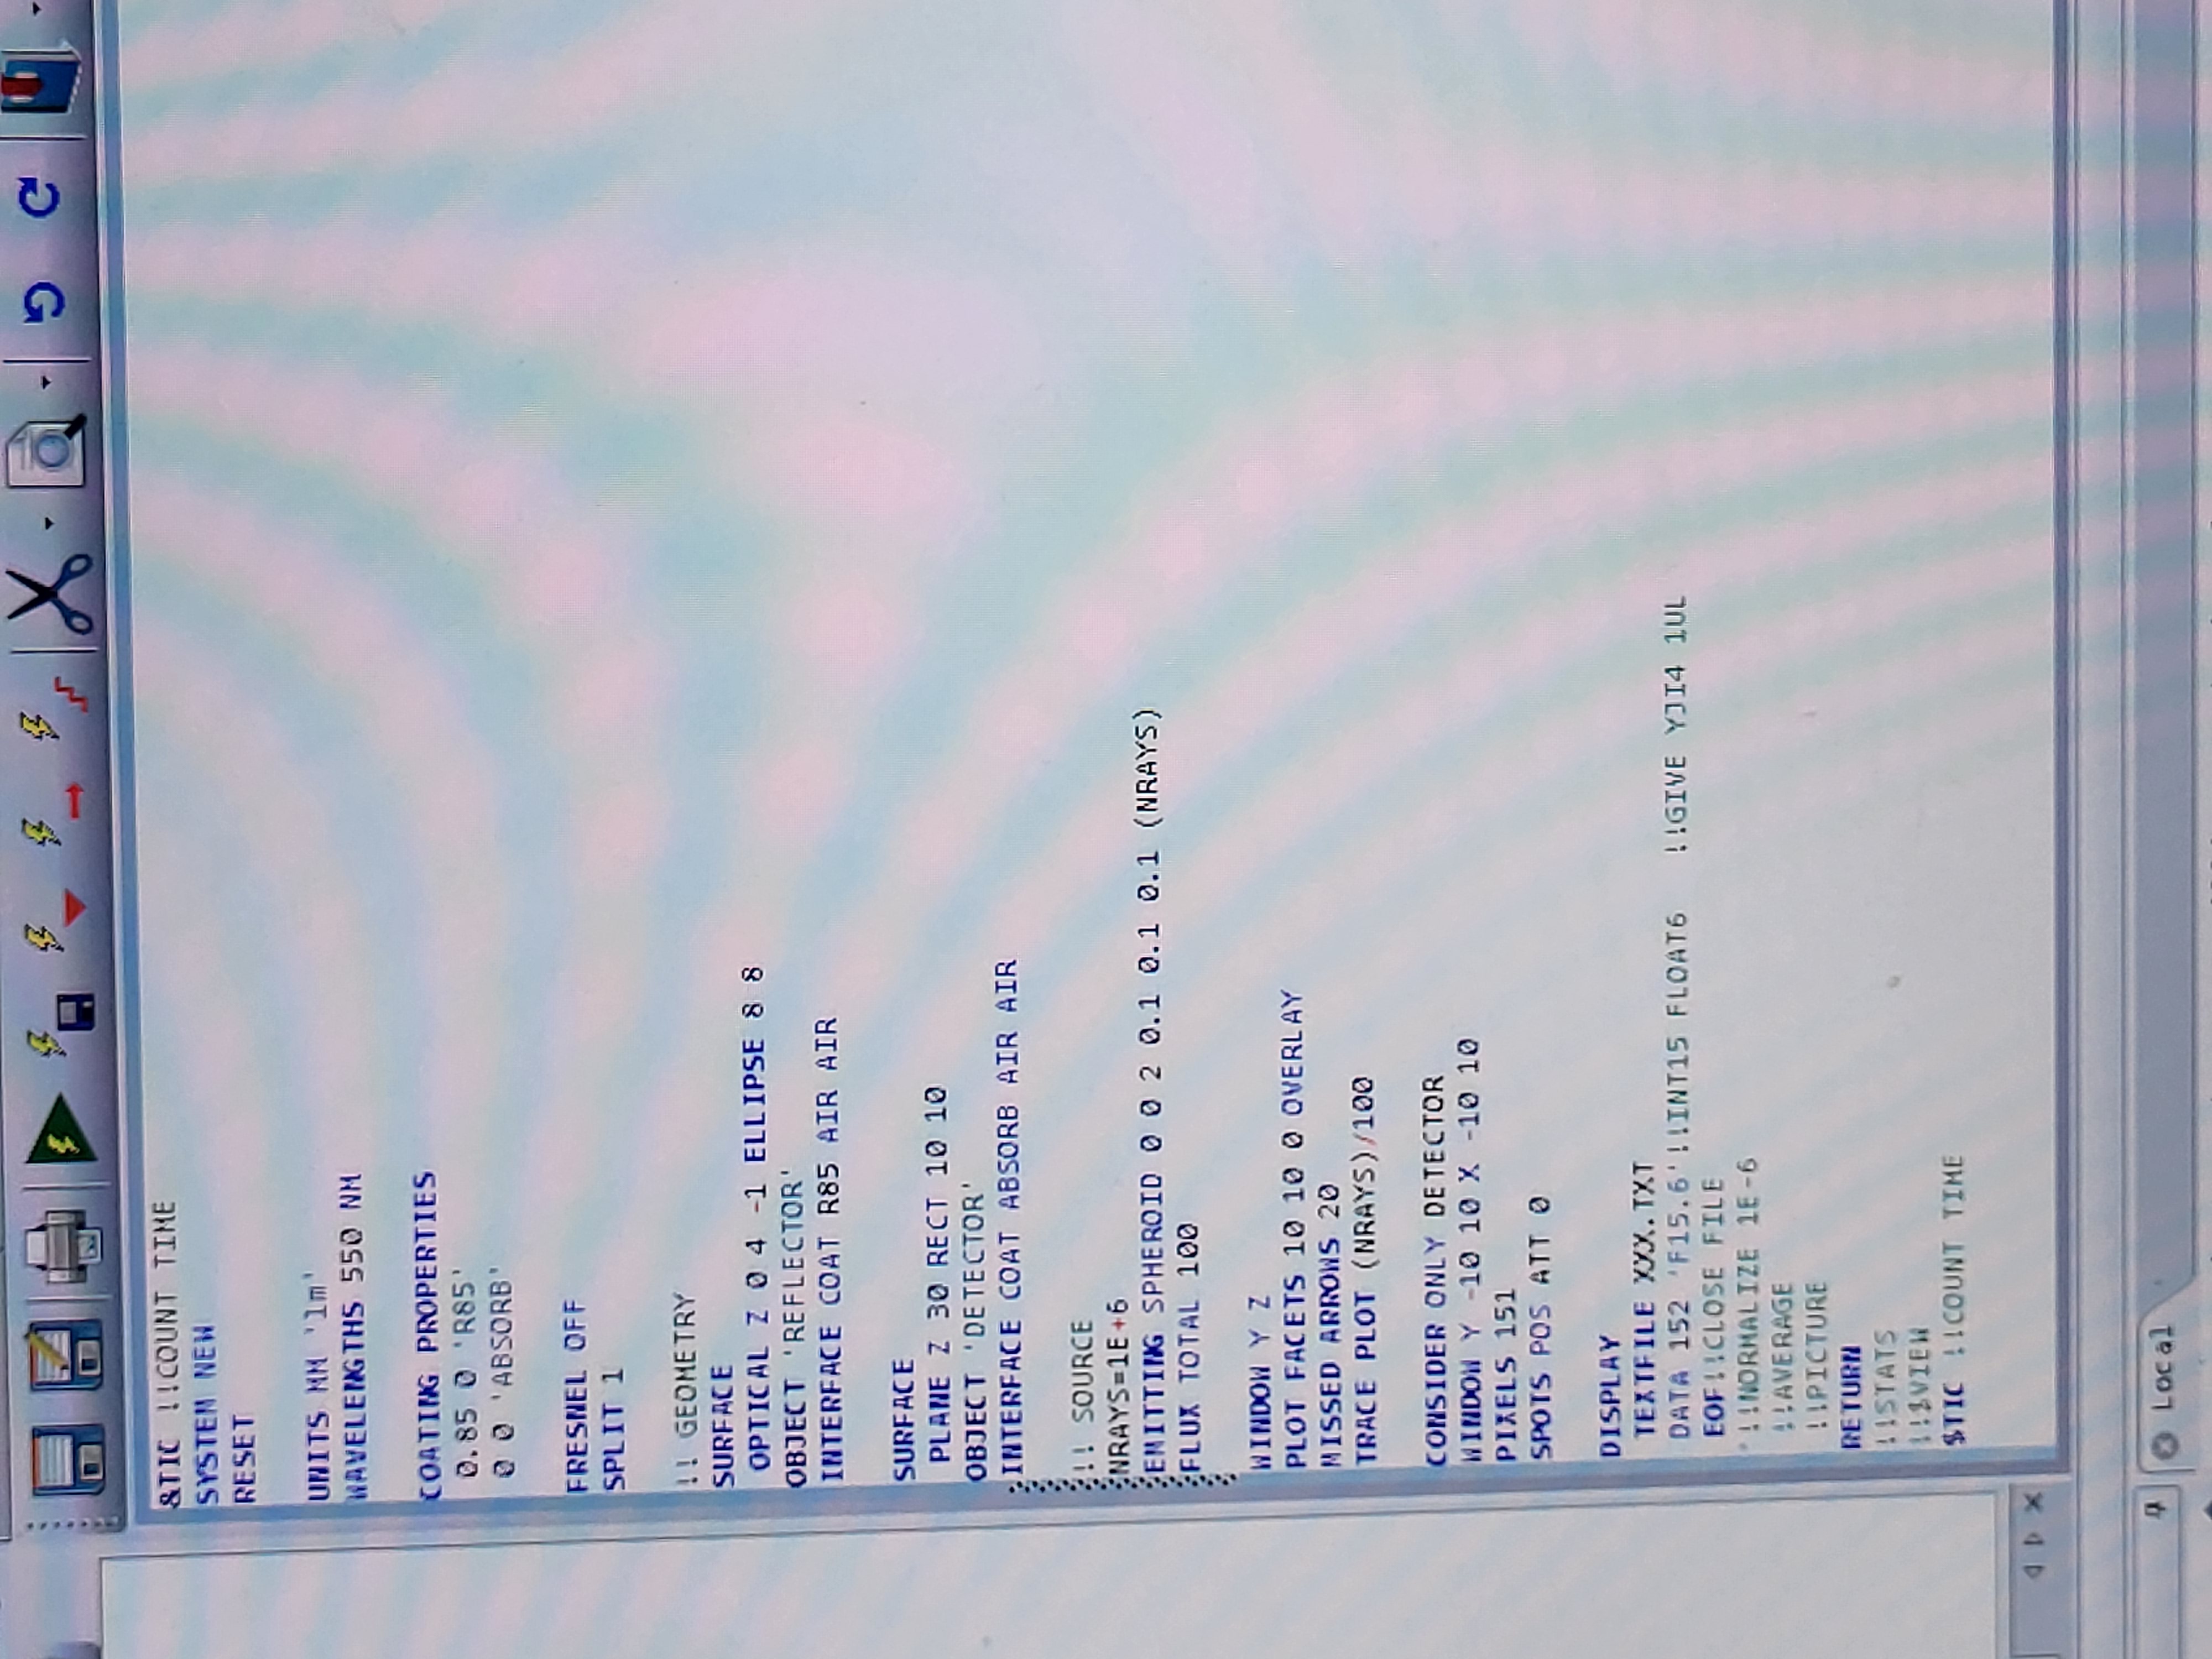 &TIC !!COUNT TIME
SYSTEM NEW
RESET
UNITS MM '1m'
WAVELENGTHS 550 NM
COATING PROPERTIES
0.85 0 'R85'
0 0 'ABSORB'
FRESNEL OFF
SPLIT 1
!! GEOMETRY
SURFACE
OPTICAL Z 0 4 -1 ELLIPSE 8 8
OBJECT 'REFLECTOR'
INTERFACE COAT R85 AIR AIR
SURFACE
PLANE Z 30 RECT 10 10
OBJECT 'DETECTOR'
INTERFACE COAT ABSORB AIR AIR
!! SOURCE
NRAYS=1E+6
EMITTING SPHEROID 0 0 2 0.1 0.1 0.1 (NRAYS)
FLUX TOTAL 100
WINDOW Y Z
PLOT FACETS 10 10 0 OVERLAY
MISSED ARROWS 20
TRACE PLOT (NRAYS)/100
CONSIDER ONLY DETECTOR
WINDOW Y -10 10 X -10 10
PIXELS 151
SPOTS POS ATT 0
DISPLAY
TEXTFILE XXX.TXT
DATA 152 'F15.6'!!INT15 FLOAT6 !!GIVE YJI4 1UL
EOF!!CLOSE FILE
!!NORMALIZE 1E-6
!!AVERAGE
!!PICTURE
RETURN
!!STATS
!!$VIEW
$TIC !!COUNT TIME
Local